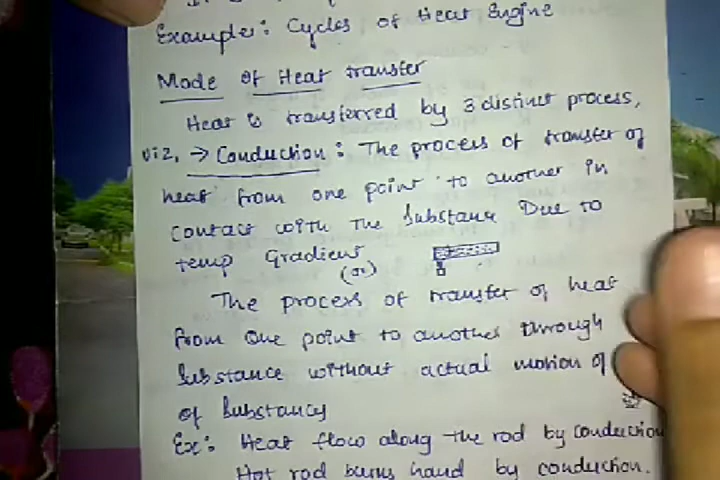 Example: Cycles of Heat Engine
Mode of Heat transfer
Heat is transferred by 3 distinct process,
viz, → Conduction: The process of transfer of
heat from one point to another in
contact with the substance Due to
temp Gradient
(or)
The process of transfer of heat
from one point to another through
substance without actual motion of
of substancy
Ex: Heat flow along the rod by conduction
Hot rod burns hand by conduction.